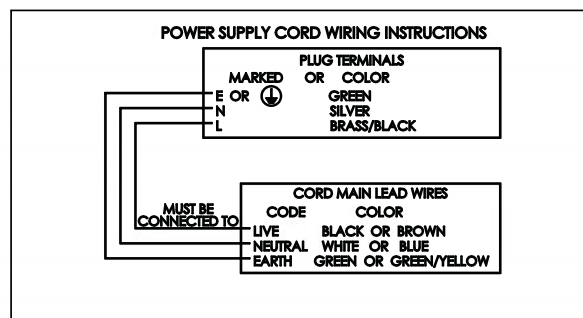 POWER SUPPLY CORD WIRING INSTRUCTIONS
PLUG TERMINALS
MARKED OR COLOR
E OR ⏚ GREEN
N SILVER
L BRASS/BLACK
MUST BE
CONNECTED TO
CORD MAIN LEAD WIRES
CODE COLOR
LIVE BLACK OR BROWN
NEUTRAL WHITE OR BLUE
EARTH GREEN OR GREEN/YELLOW